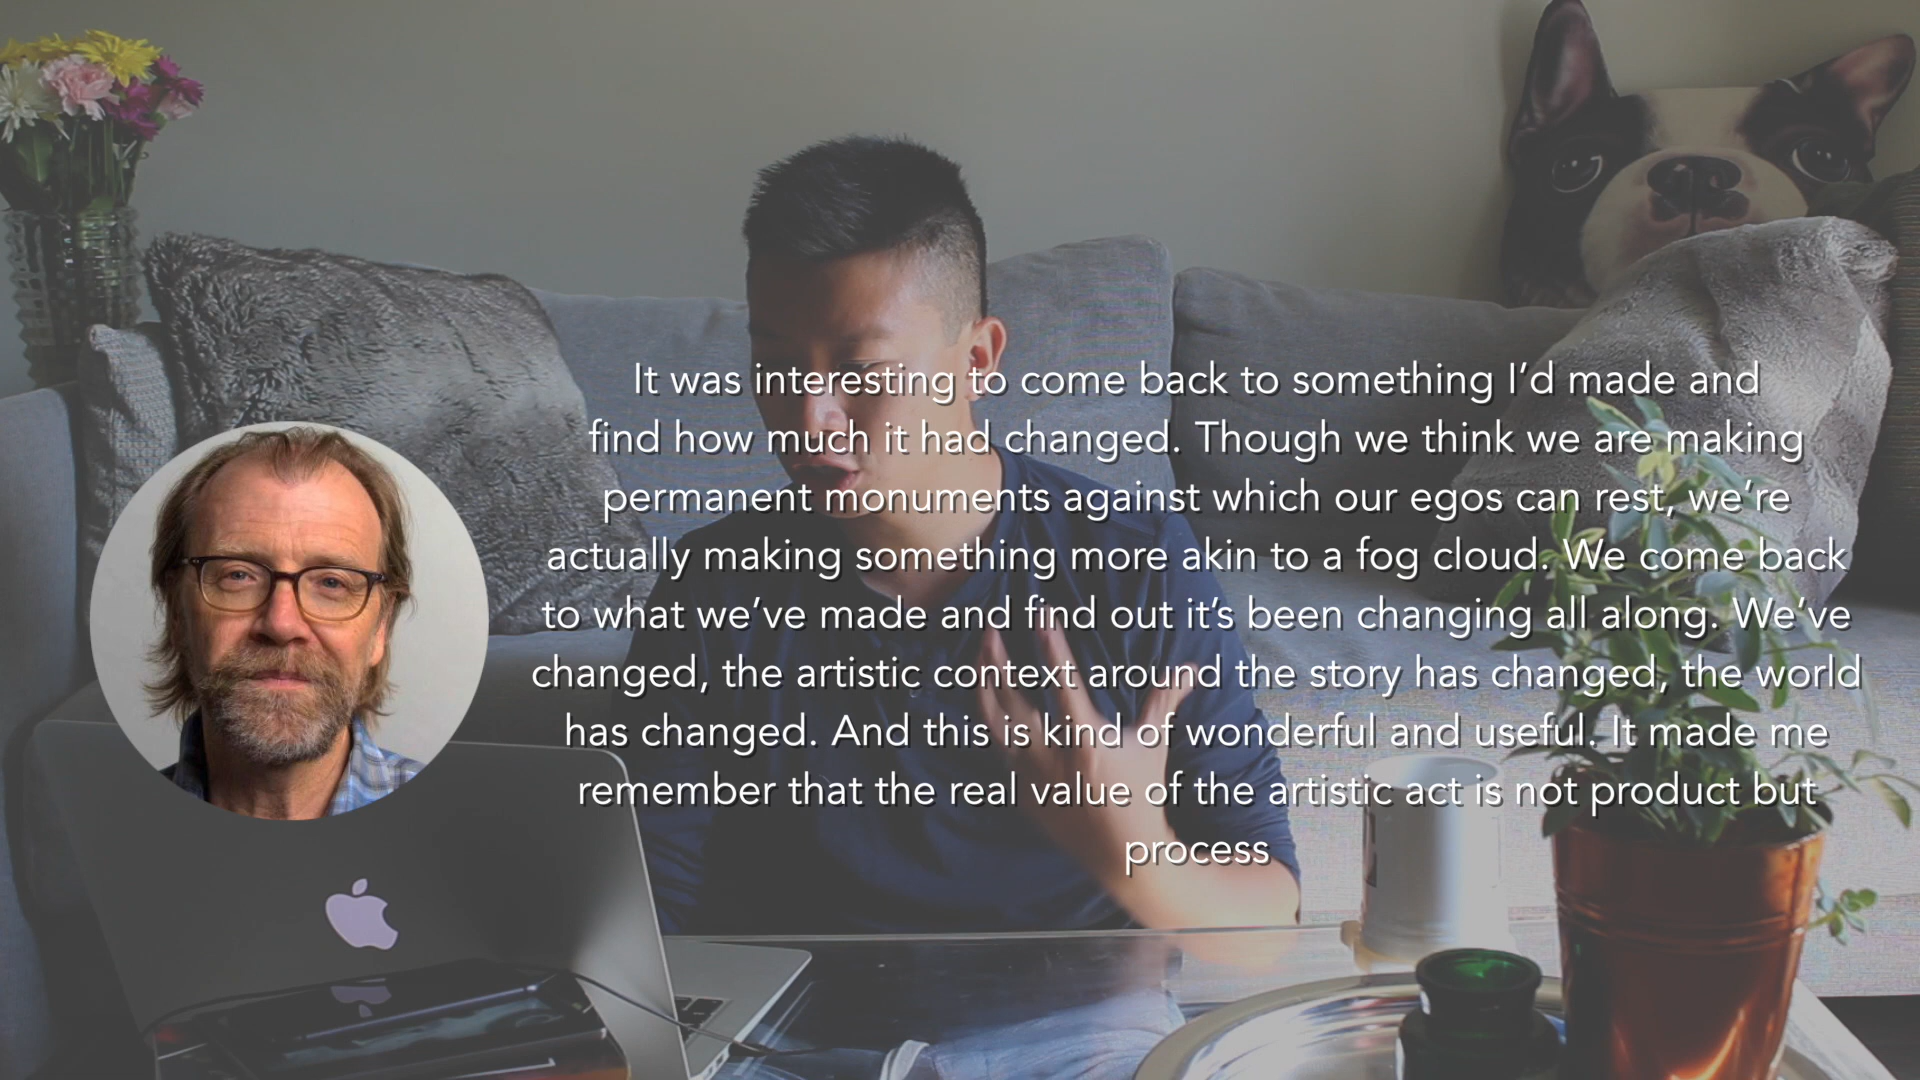 It was interesting to come back to something I’d made and
find how much it had changed. Though we think we are making
permanent monuments against which our egos can rest, we’re
actually making something more akin to a fog cloud. We come back
to what we’ve made and find out it’s been changing all along. We’ve
changed, the artistic context around the story has changed, the world
has changed. And this is kind of wonderful and useful. It made me
remember that the real value of the artistic act is not product but
process